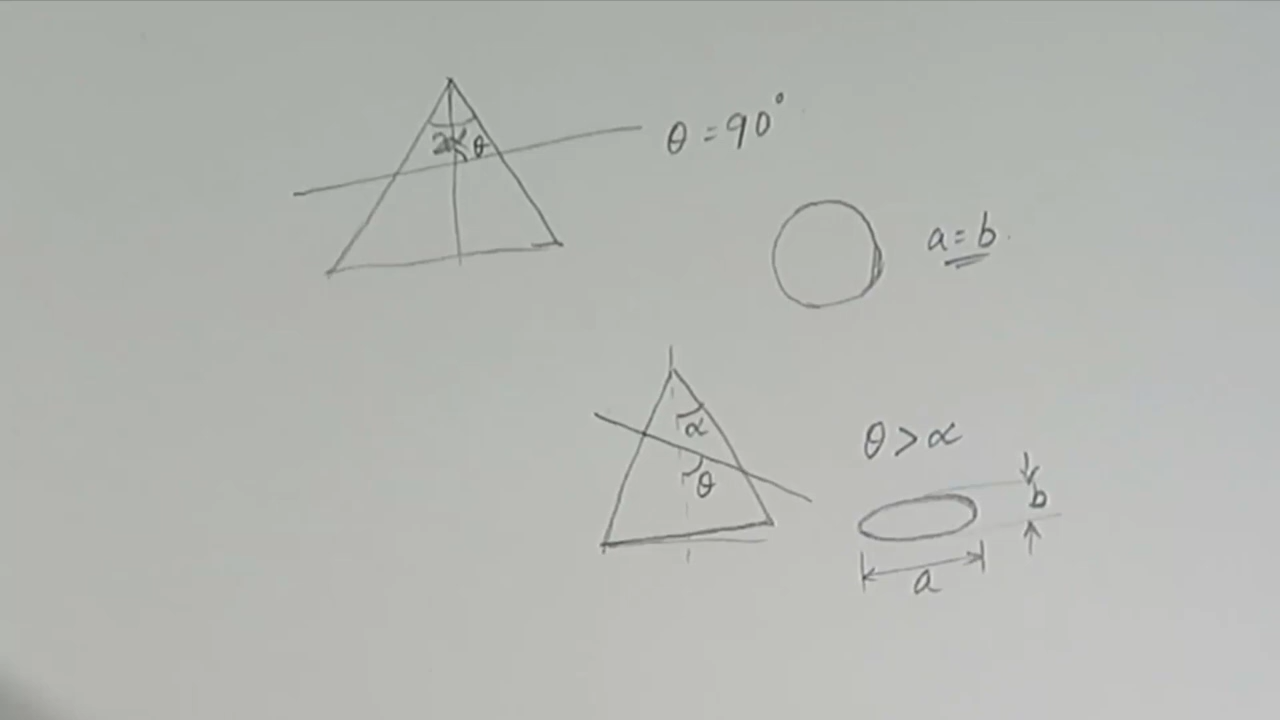 2α θ
θ = 90°
a = b.
α
θ
θ > α
b
a